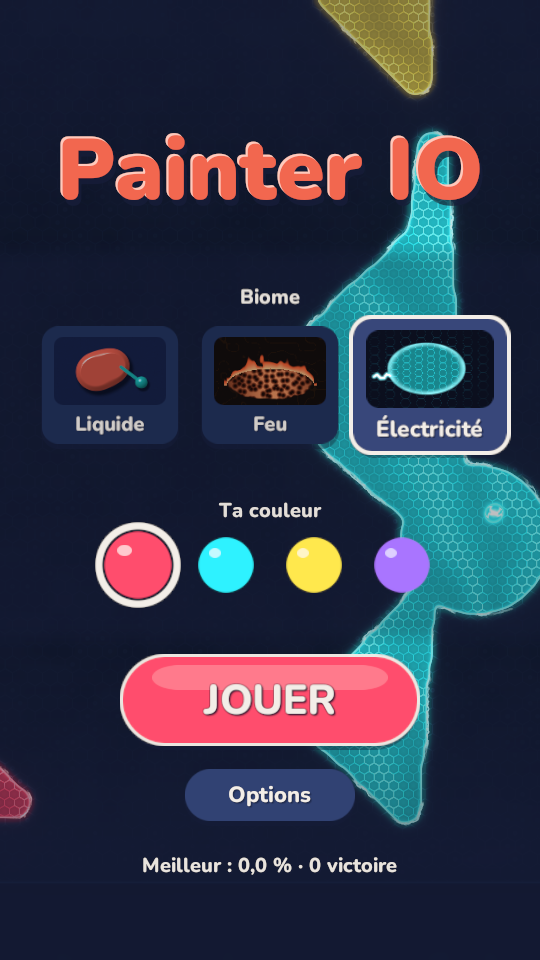 Painter IO
Biome
Liquide
Feu
Électricité
Ta couleur
JOUER
Options
Meilleur : 0,0 % · 0 victoire